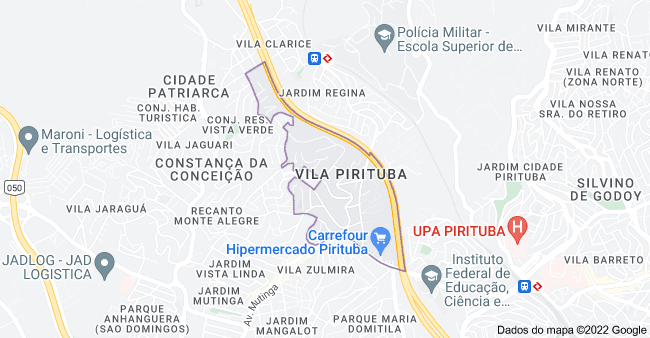 Polícia Militar -
Escola Superior de...
VILA MIRANTE
VILA CLARICE
VILA RENATO
VILA RENATO
(ZONA NORTE)
CIDADE
PATRIARCA
JARDIM REGINA
CONJ. HAB.
TURISTICA
VILA NOSSA
SRA. DO RETIRO
CONJ. RES.
VISTA VERDE
Maroni - Logística
e Transportes
VILA JAGUARI
CONSTANÇA DA
CONCEIÇÃO
VILA PIRITUBA
JARDIM CIDADE
PIRITUBA
050
SILVINO
DE GODOY
VILA JARAGUÁ
RECANTO
MONTE ALEGRE
UPA PIRITUBA
H
Carrefour
Hipermercado Pirituba
JADLOG - JAD
LOGISTICA
JARDIM
VISTA LINDA
VILA ZULMIRA
Instituto
Federal de
Educação,
Ciência e...
VILA BARRETO
JARDIM
MUTINGA
Av. Mutinga
PARQUE
ANHANGUERA
(SAO DOMINGOS)
JARDIM
MANGALOT
PARQUE MARIA
DOMITILA
Dados do mapa ©2022 Google